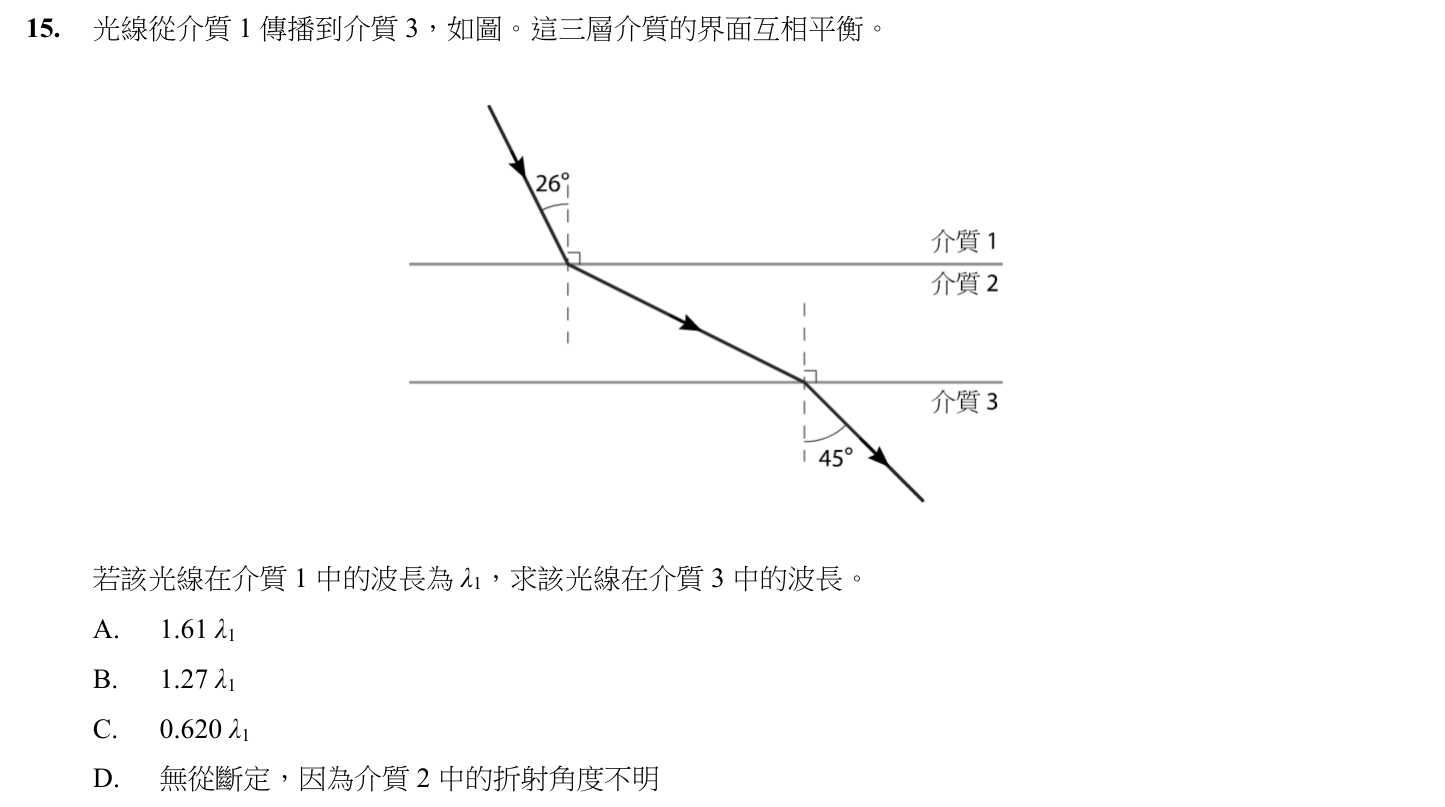 15. 光線從介質 1 傳播到介質 3，如圖。這三層介質的界面互相平衡。
26°
介質 1
介質 2
介質 3
45°
若該光線在介質 1 中的波長為 λ₁，求該光線在介質 3 中的波長。
A. 1.61 λ₁
B. 1.27 λ₁
C. 0.620 λ₁
D. 無從斷定，因為介質 2 中的折射角度不明